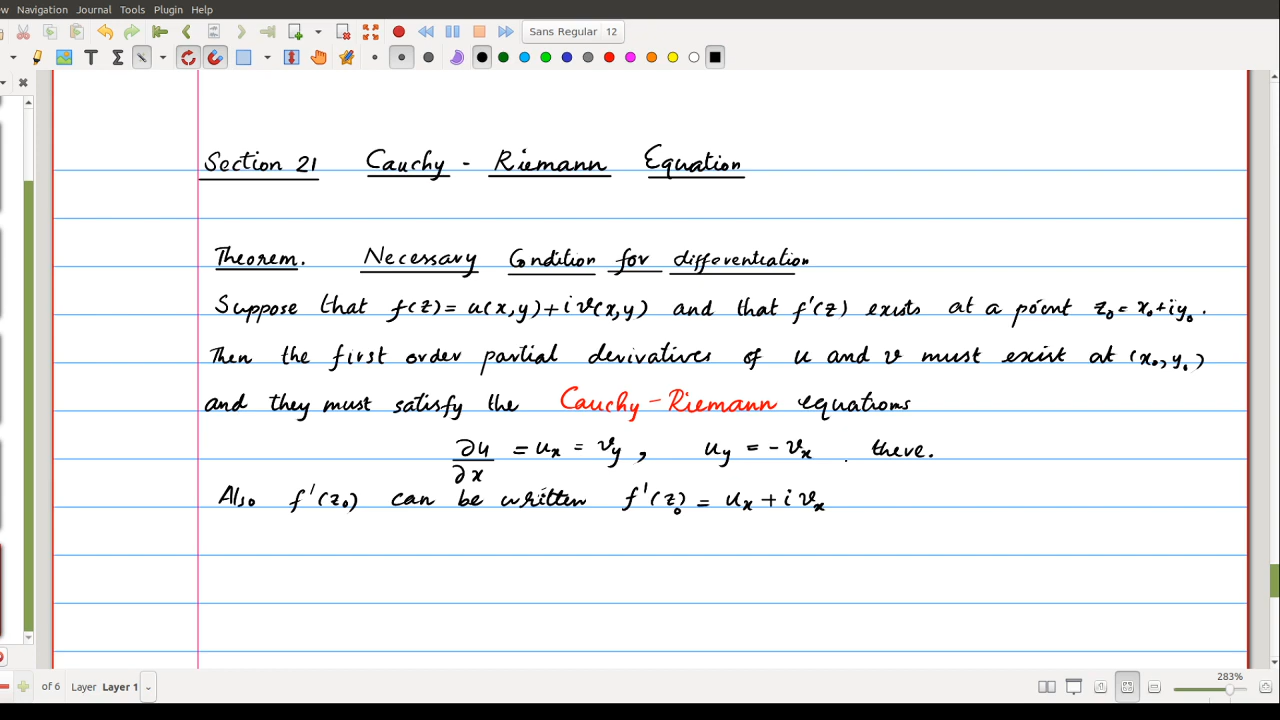 Navigation Journal Tools Plugin Help
Sans Regular 12
Section 21 Cauchy - Riemann Equation
Theorem. Necessary Condition for differentiation
Suppose that f(z) = u(x,y) + i v(x,y) and that f'(z) exists at a point z₀ = x₀ + iy₀.
Then the first order partial derivatives of u and v must exist at (x₀, y₀)
and they must satisfy the Cauchy - Riemann equations
∂u/∂x = uₓ = v_y, u_y = -vₓ there.
Also f'(z₀) can be written f'(z₀) = uₓ + i vₓ
of 6 Layer Layer 1 283%